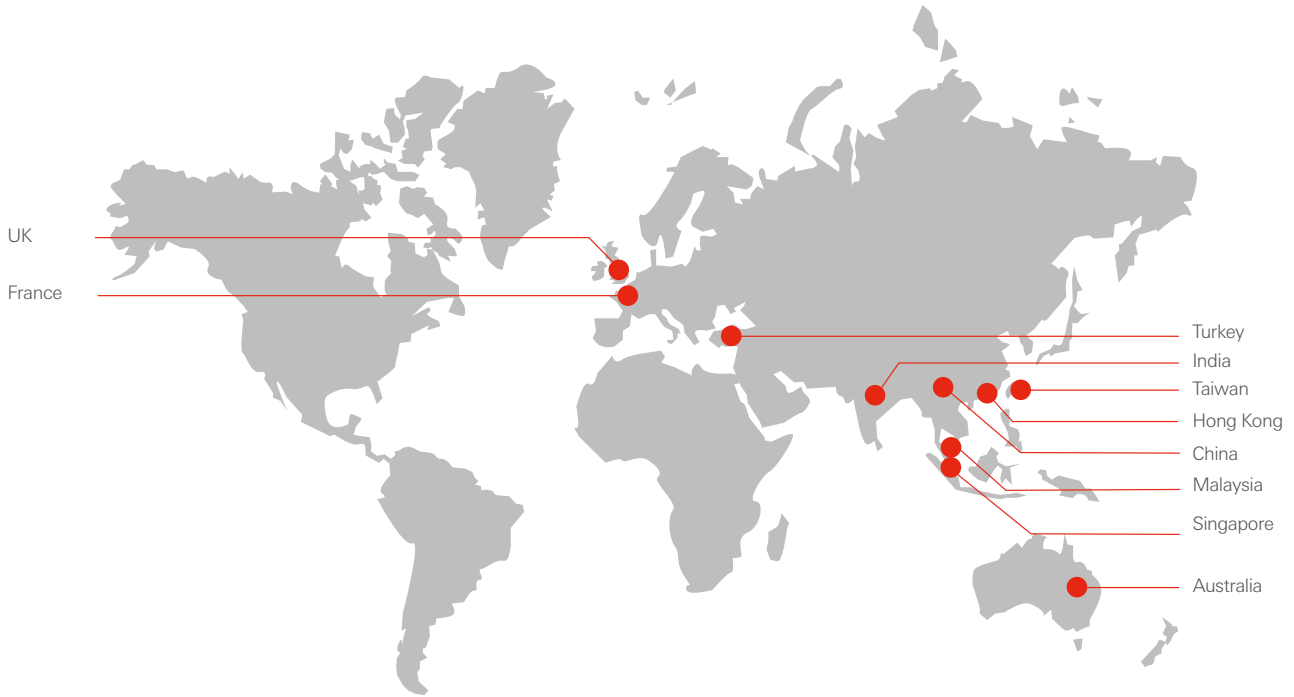 UK
France
Turkey
India
Taiwan
Hong Kong
China
Malaysia
Singapore
Australia